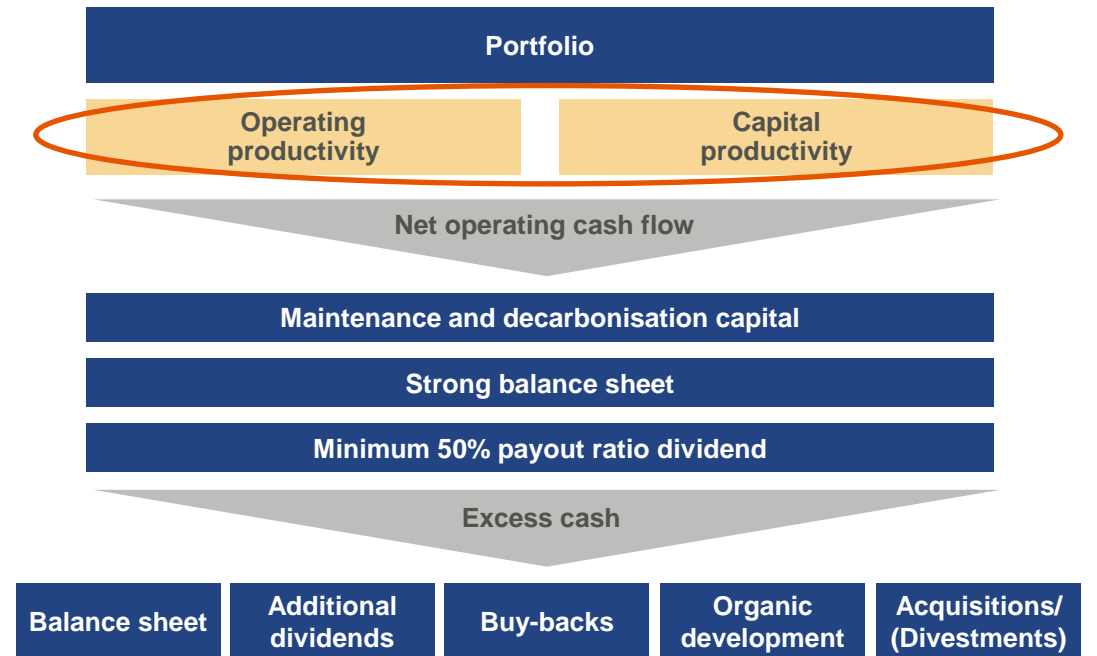 Portfolio
Operating
productivity
Capital
productivity
Net operating cash flow
Maintenance and decarbonisation capital
Strong balance sheet
Minimum 50% payout ratio dividend
Excess cash
Balance sheet
Additional
dividends
Buy-backs
Organic
development
Acquisitions/
(Divestments)